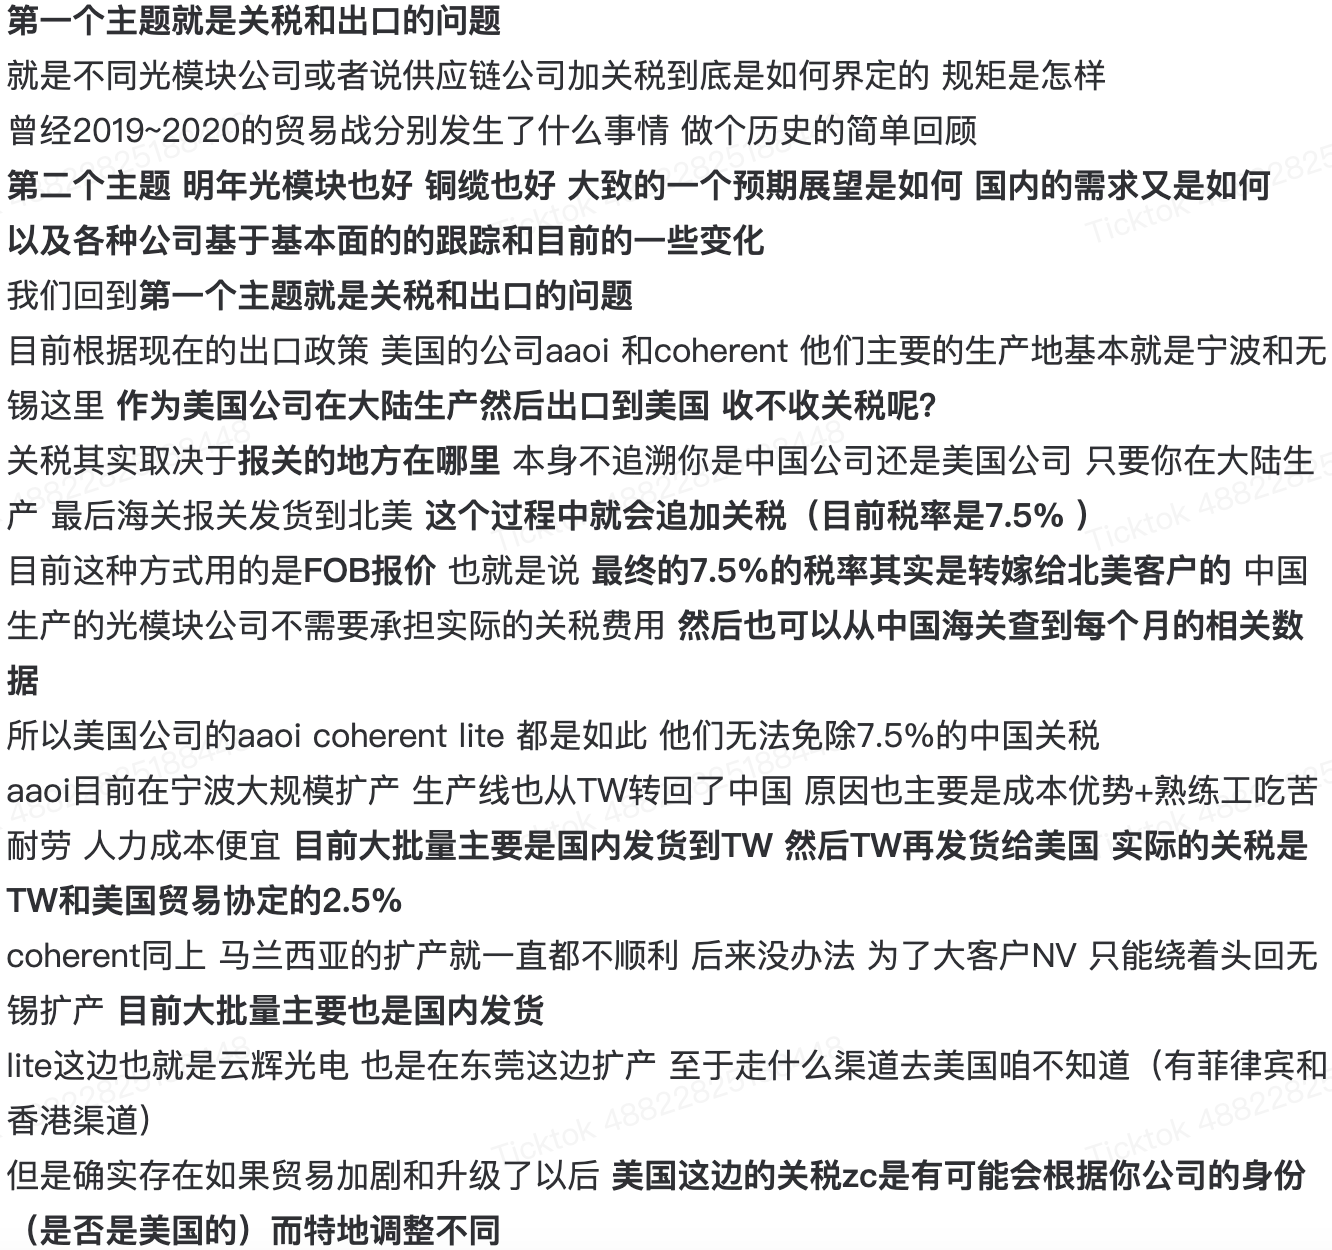 第一个主题就是关税和出口的问题
就是不同光模块公司或者说供应链公司加关税到底是如何界定的 规矩是怎样
曾经2019~2020的贸易战分别发生了什么事情 做个历史的简单回顾
第二个主题 明年光模块也好 铜缆也好 大致的一个预期展望是如何 国内的需求又是如何
以及各种公司基于基本面的的跟踪和目前的一些变化
我们回到第一个主题就是关税和出口的问题
目前根据现在的出口政策 美国的公司aaoi 和coherent 他们主要的生产地基本就是宁波和无
锡这里 作为美国公司在大陆生产然后出口到美国 收不收关税呢?
关税其实取决于报关的地方在哪里 本身不追溯你是中国公司还是美国公司 只要你在大陆生
产 最后海关报关发货到北美 这个过程中就会追加关税（目前税率是7.5% ）
目前这种方式用的是FOB报价 也就是说 最终的7.5%的税率其实是转嫁给北美客户的 中国
生产的光模块公司不需要承担实际的关税费用 然后也可以从中国海关查到每个月的相关数
据
所以美国公司的aaoi coherent lite 都是如此 他们无法免除7.5%的中国关税
aaoi目前在宁波大规模扩产 生产线也从TW转回了中国 原因也主要是成本优势+熟练工吃苦
耐劳 人力成本便宜 目前大批量主要是国内发货到TW 然后TW再发货给美国 实际的关税是
TW和美国贸易协定的2.5%
coherent同上 马兰西亚的扩产就一直都不顺利 后来没办法 为了大客户NV 只能绕着头回无
锡扩产 目前大批量主要也是国内发货
lite这边也就是云辉光电 也是在东莞这边扩产 至于走什么渠道去美国咱不知道（有菲律宾和
香港渠道）
但是确实存在如果贸易加剧和升级了以后 美国这边的关税zc是有可能会根据你公司的身份
（是否是美国的）而特地调整不同